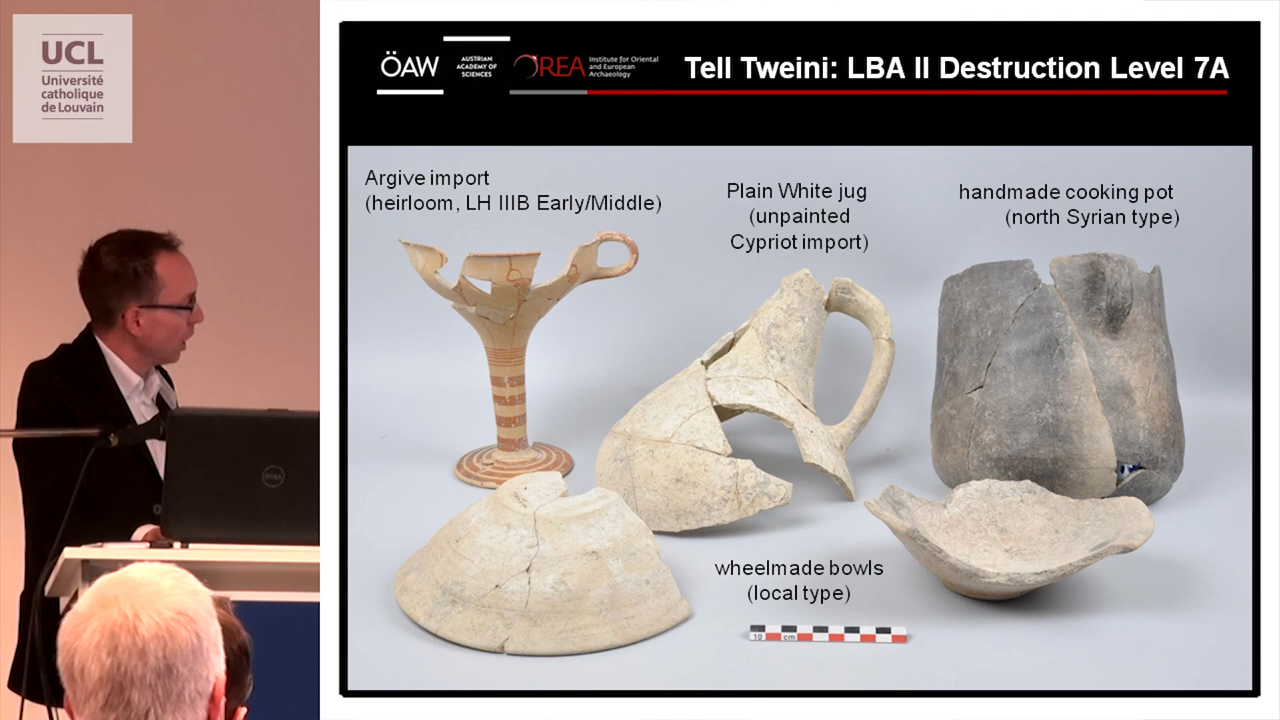 UCL
Université
catholique
de Louvain
ÖAW
AUSTRIAN
ACADEMY OF
SCIENCES
OREA
Institute for Oriental
and European
Archaeology
Tell Tweini: LBA II Destruction Level 7A
Argive import
(heirloom, LH IIIB Early/Middle)
Plain White jug
(unpainted
Cypriot import)
handmade cooking pot
(north Syrian type)
wheelmade bowls
(local type)
10 cm
DELL